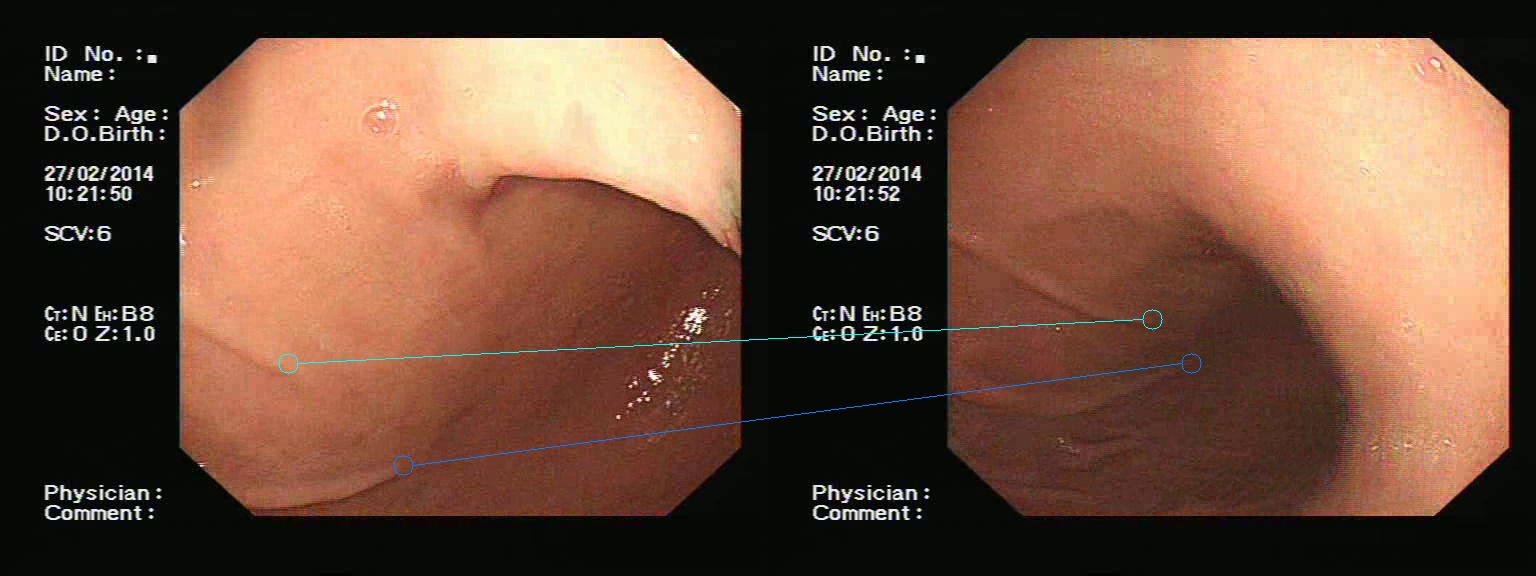 ID No. :
Name:
Sex: Age:
D.O.Birth:
27/02/2014
10:21:50
SCV:6
CT:N EH:B8
CE:0 Z:1.0
Physician:
Comment:
ID No. :
Name:
Sex: Age:
D.O.Birth:
27/02/2014
10:21:52
SCV:6
CT:N EH:B8
CE:0 Z:1.0
Physician:
Comment: